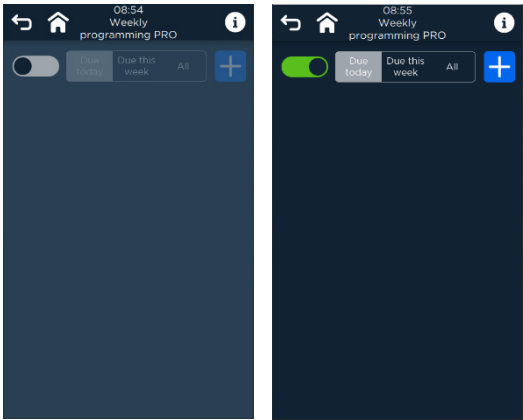 08:54
Weekly
programming PRO
Due today
Due this week
All
08:55
Weekly
programming PRO
Due today
Due this week
All